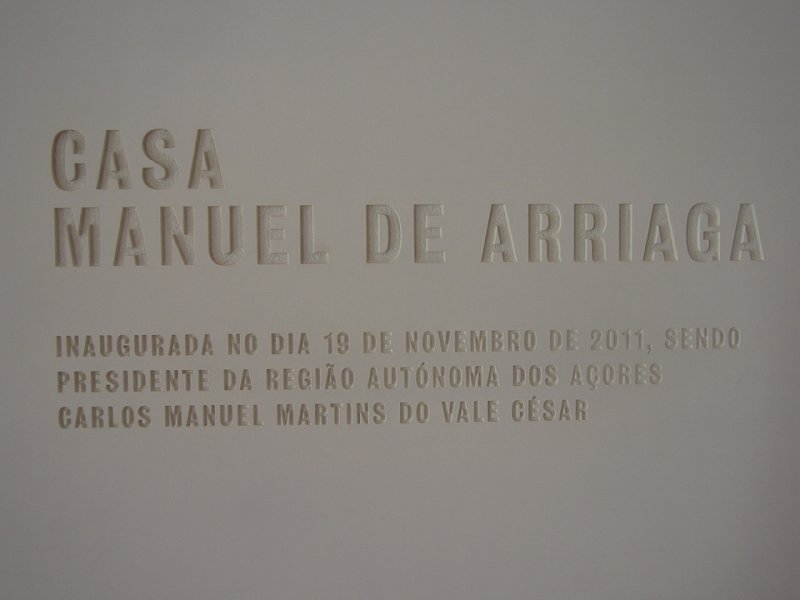 CASA
MANUEL DE ARRIAGA
INAUGURADA NO DIA 19 DE NOVEMBRO DE 2011, SENDO
PRESIDENTE DA REGIÃO AUTÓNOMA DOS AÇORES
CARLOS MANUEL MARTINS DO VALE CÉSAR